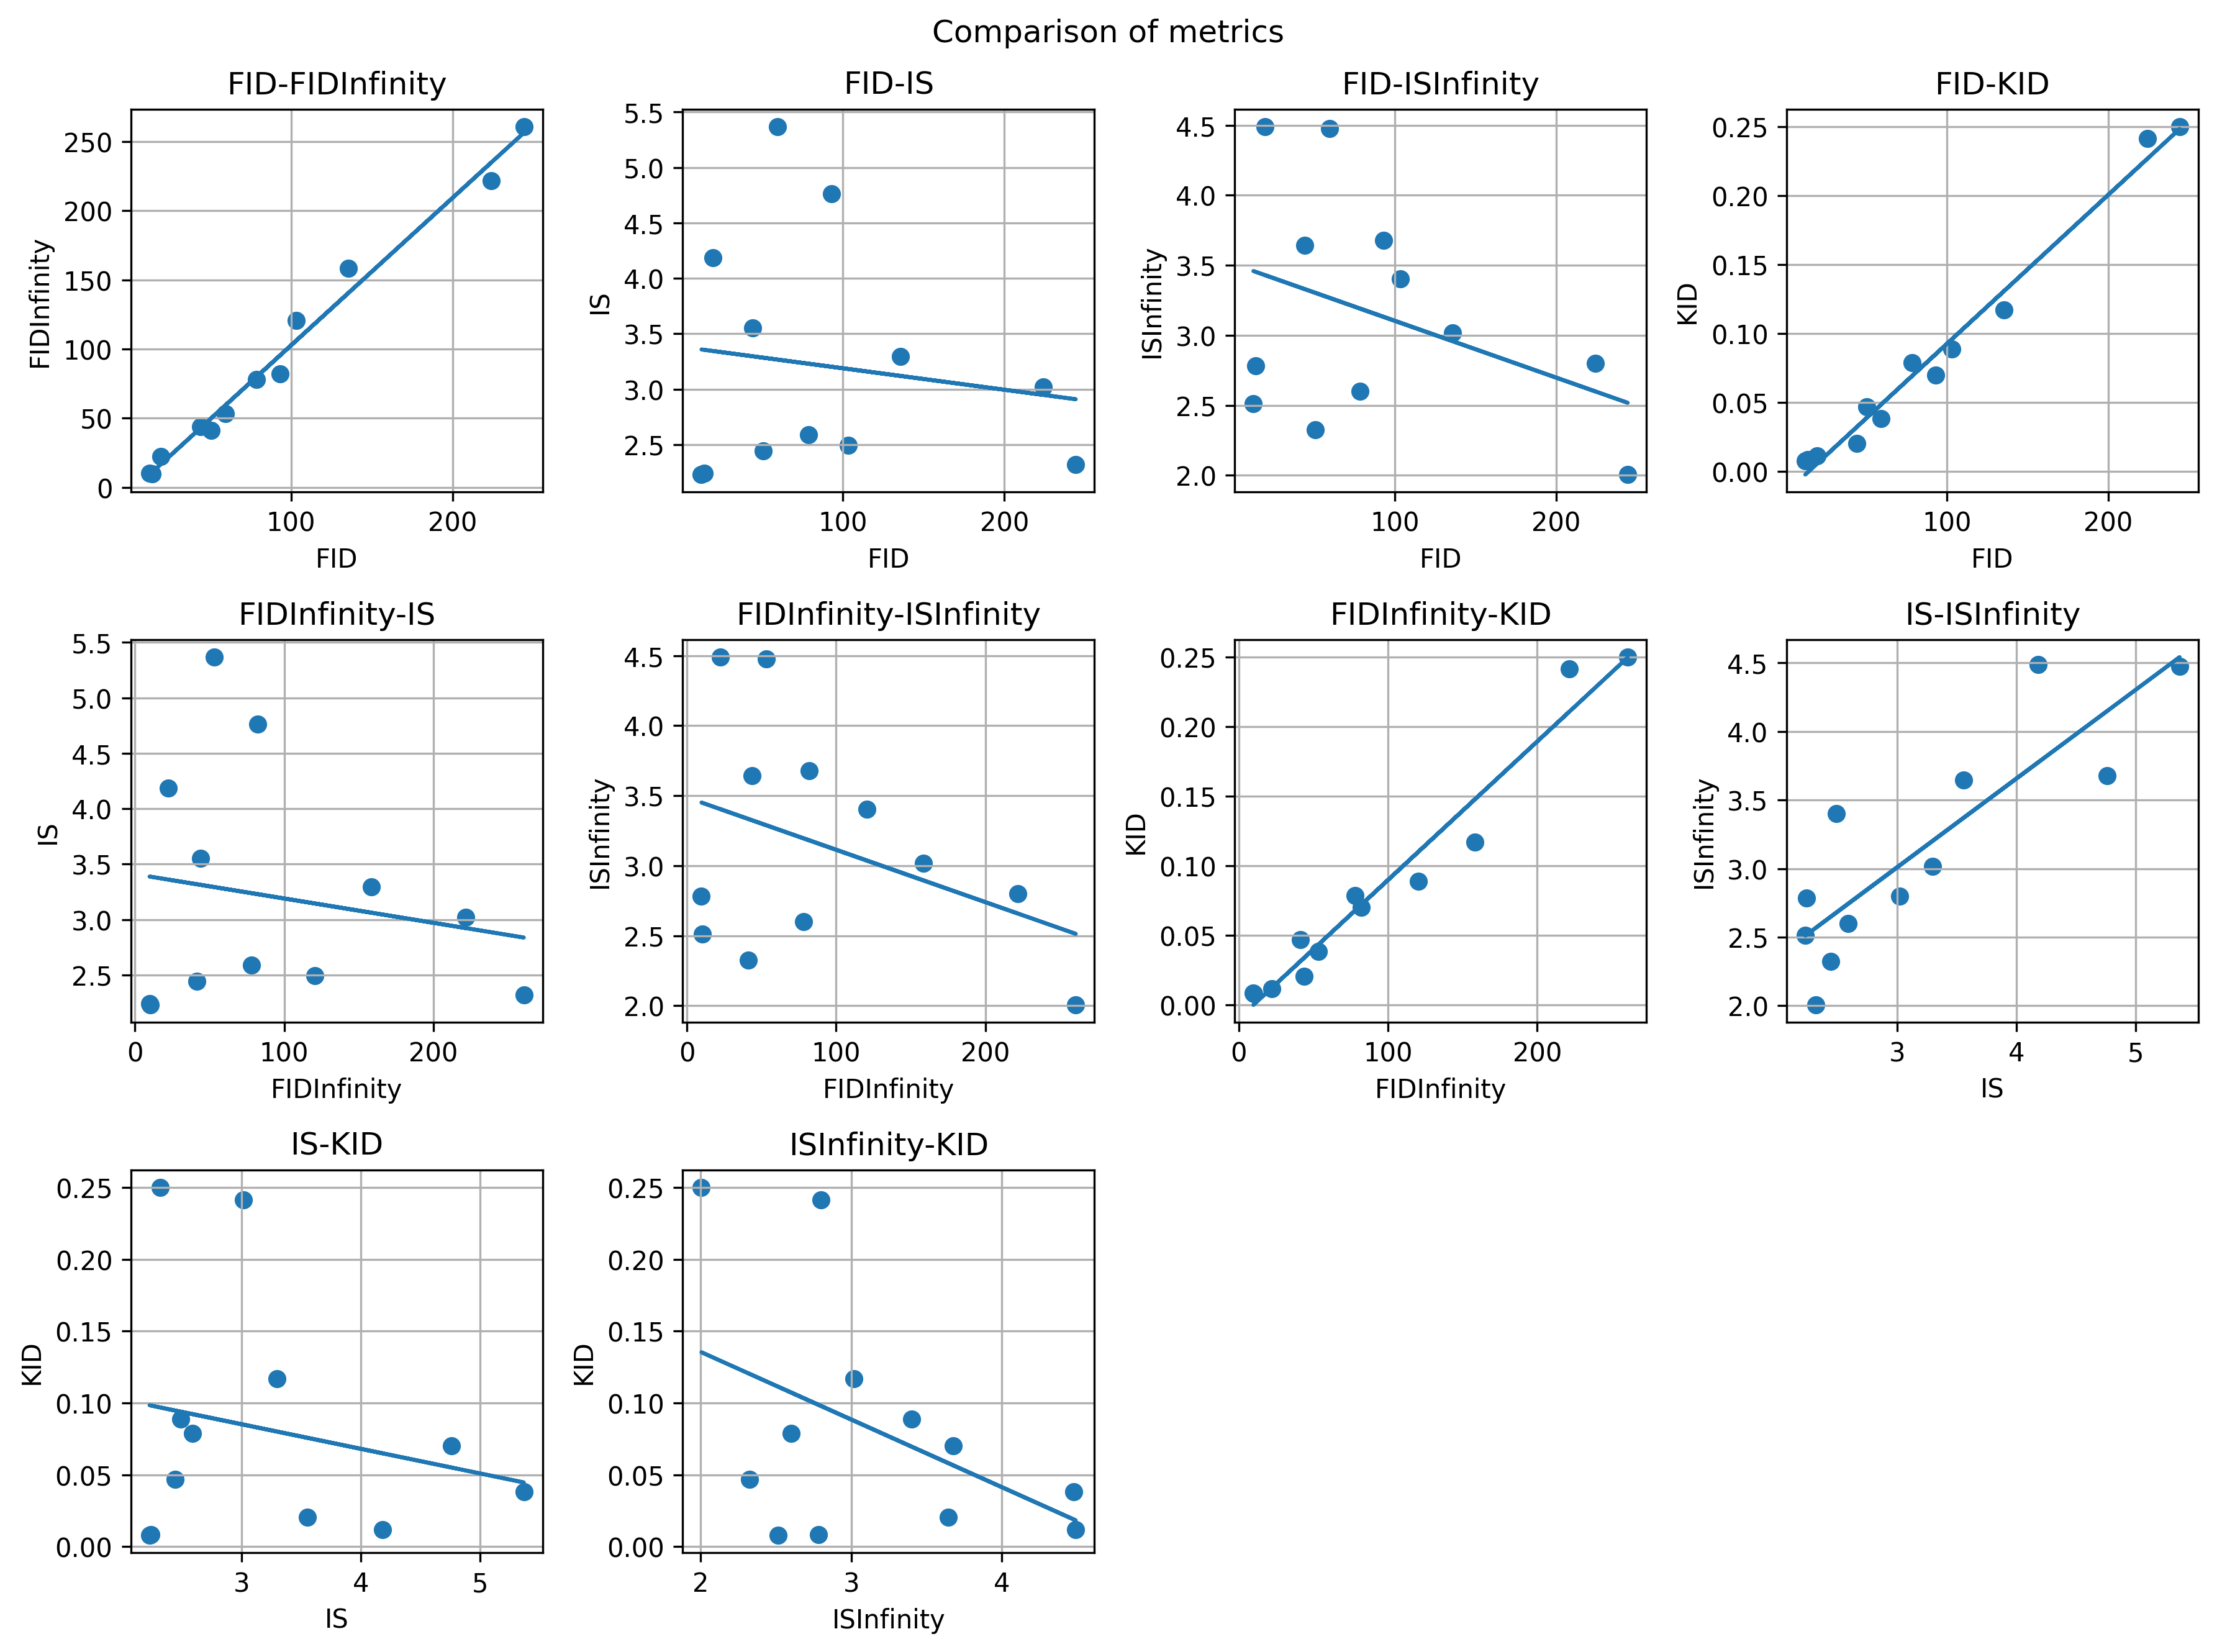 Comparison of metrics
FID-FIDInfinity
FID-IS
FID-ISInfinity
FID-KID
250
200
150
100
50
0
FIDInfinity
100 200
FID
5.5
5.0
4.5
4.0
3.5
3.0
2.5
IS
100 200
FID
4.5
4.0
3.5
3.0
2.5
2.0
ISInfinity
100 200
FID
0.25
0.20
0.15
0.10
0.05
0.00
KID
100 200
FID
FIDInfinity-IS
FIDInfinity-ISInfinity
FIDInfinity-KID
IS-ISInfinity
5.5
5.0
4.5
4.0
3.5
3.0
2.5
IS
0 100 200
FIDInfinity
4.5
4.0
3.5
3.0
2.5
2.0
ISInfinity
0 100 200
FIDInfinity
0.25
0.20
0.15
0.10
0.05
0.00
KID
0 100 200
FIDInfinity
4.5
4.0
3.5
3.0
2.5
2.0
ISInfinity
3 4 5
IS
IS-KID
ISInfinity-KID
0.25
0.20
0.15
0.10
0.05
0.00
KID
3 4 5
IS
0.25
0.20
0.15
0.10
0.05
0.00
KID
2 3 4
ISInfinity